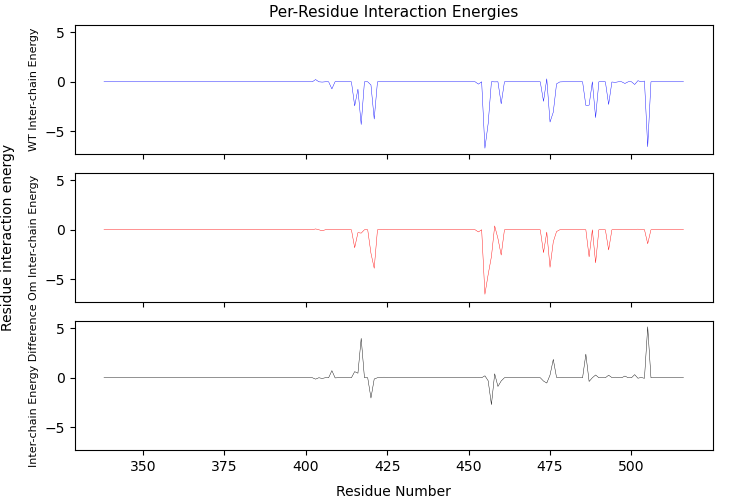 Per-Residue Interaction Energies
Residue interaction energy
WT Inter-chain Energy
5
0
−5
Om Inter-chain Energy
5
0
−5
Inter-chain Energy Difference
5
0
−5
350
375
400
425
450
475
500
Residue Number